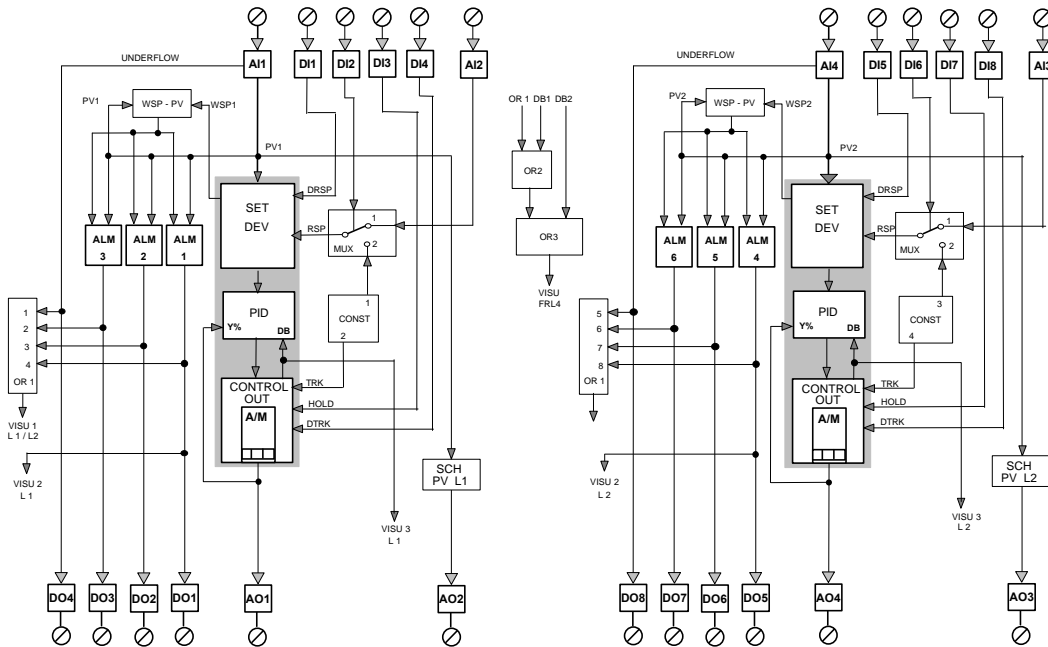 AI1 DI1 DI2 DI3 DI4 AI2
UNDERFLOW
PV1 WSP - PV WSP1
PV1
SET
DEV
DRSP
RSP
1
2
MUX
ALM
3
ALM
2
ALM
1
PID
Y% DB
1
CONST
2
1
2
3
4
OR 1
VISU 1
L 1 / L2
CONTROL
OUT
A/M
TRK
HOLD
DTRK
VISU 2
L 1
SCH
PV L1
VISU 3
L 1
DO4 DO3 DO2 DO1 AO1 AO2
OR 1 DB1 DB2
OR2
OR3
VISU
FRL4
AI4 DI5 DI6 DI7 DI8 AI3
UNDERFLOW
PV2 WSP - PV WSP2
PV2
SET
DEV
DRSP
RSP
1
2
MUX
ALM
6
ALM
5
ALM
4
PID
Y% DB
3
CONST
4
5
6
7
8
OR 1
CONTROL
OUT
A/M
TRK
HOLD
DTRK
VISU 2
L 2
SCH
PV L2
VISU 3
L 2
DO8 DO7 DO6 DO5 AO4 AO3